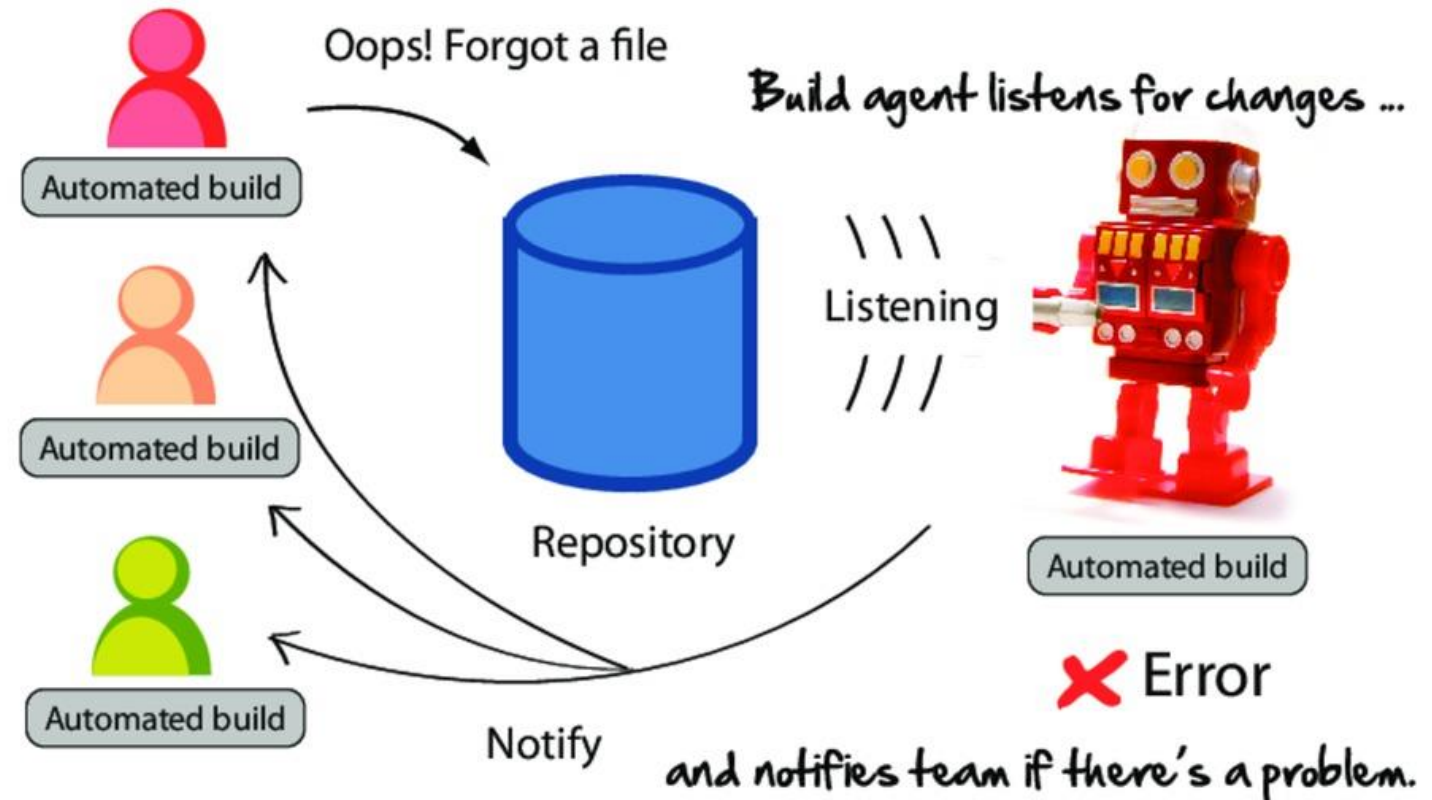 Oops! Forgot a file
Build agent listens for changes ...
Automated build
Listening
Automated build
Repository
Automated build
Automated build
Error
Notify
and notifies team if there's a problem.